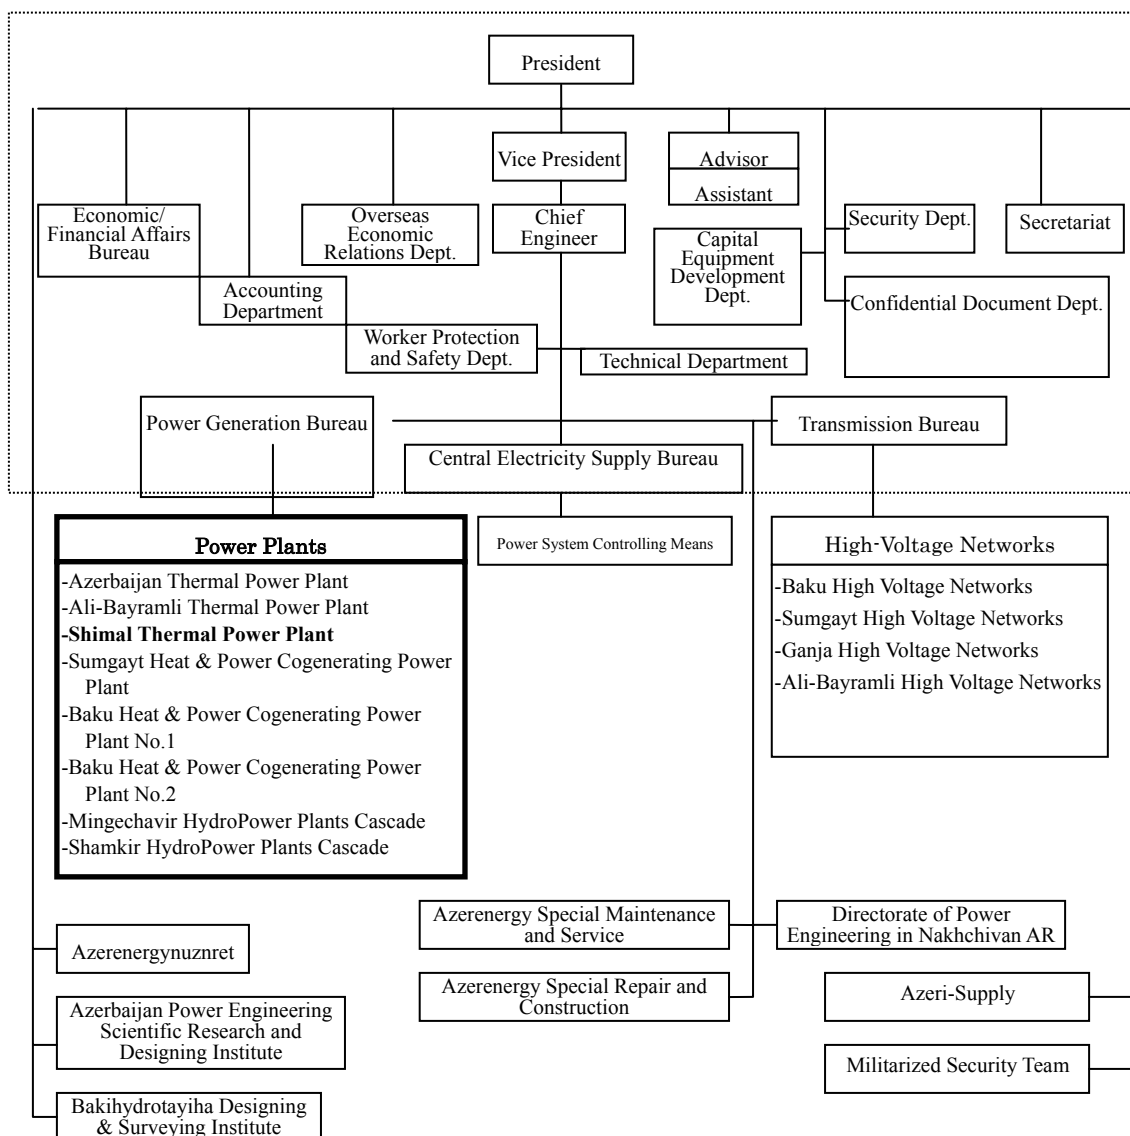 President
Vice President
Advisor
Assistant
Economic/
Financial Affairs
Bureau
Overseas
Economic
Relations Dept.
Chief
Engineer
Security Dept.
Secretariat
Capital
Equipment
Development
Dept.
Accounting
Department
Confidential Document Dept.
Worker Protection
and Safety Dept.
Technical Department
Power Generation Bureau
Transmission Bureau
Central Electricity Supply Bureau
Power Plants
-Azerbaijan Thermal Power Plant
-Ali-Bayramli Thermal Power Plant
-Shimal Thermal Power Plant
-Sumgayt Heat & Power Cogenerating Power
Plant
-Baku Heat & Power Cogenerating Power
Plant No.1
-Baku Heat & Power Cogenerating Power
Plant No.2
-Mingechavir HydroPower Plants Cascade
-Shamkir HydroPower Plants Cascade
Power System Controlling Means
High-Voltage Networks
-Baku High Voltage Networks
-Sumgayt High Voltage Networks
-Ganja High Voltage Networks
-Ali-Bayramli High Voltage Networks
Azerenergy Special Maintenance
and Service
Directorate of Power
Engineering in Nakhchivan AR
Azerenergynuznret
Azerenergy Special Repair and
Construction
Azeri-Supply
Azerbaijan Power Engineering
Scientific Research and
Designing Institute
Militarized Security Team
Bakihydrotayiha Designing
& Surveying Institute